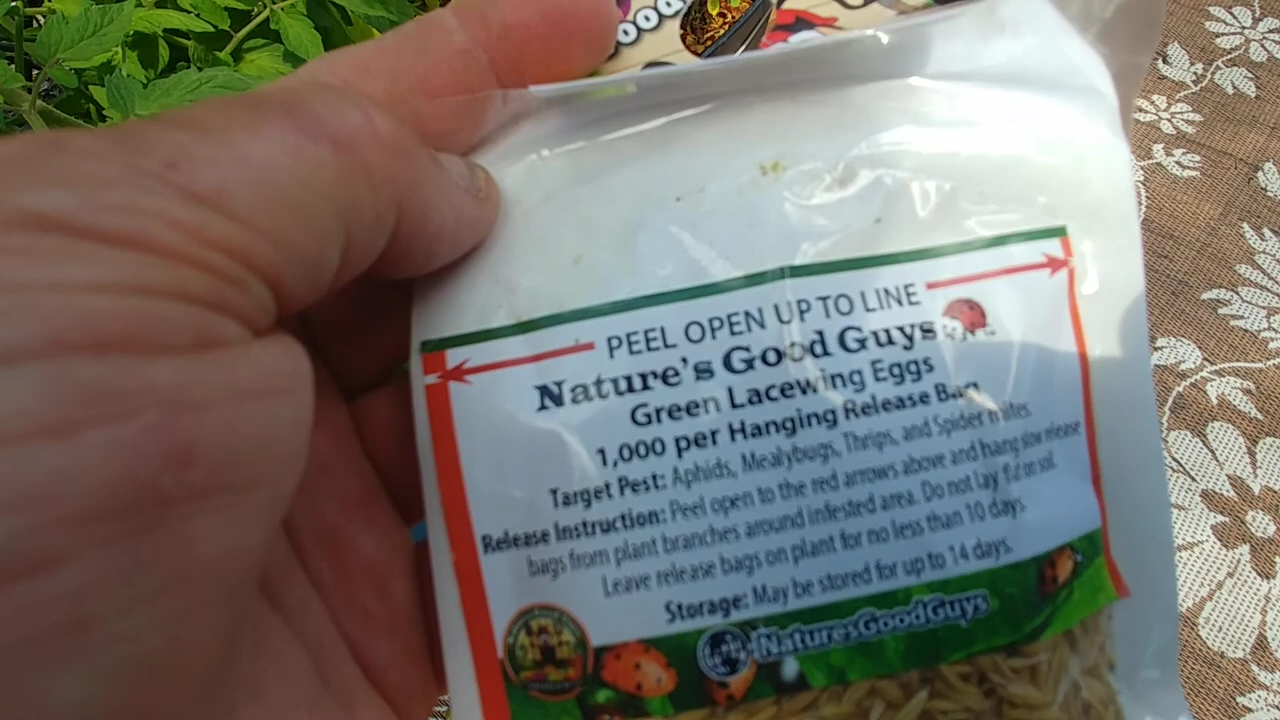 ood
PEEL OPEN UP TO LINE
Nature's Good Guys
Green Lacewing Eggs
1,000 per Hanging Release Bag
Target Pest: Aphids, Mealybugs, Thrips, and Spider mites
Release Instruction: Peel open to the red arrows above and hang slow release
bags from plant branches around infested area. Do not lay flat on soil.
Leave release bags on plant for no less than 10 days.
Storage: May be stored for up to 14 days.
NaturesGoodGuys